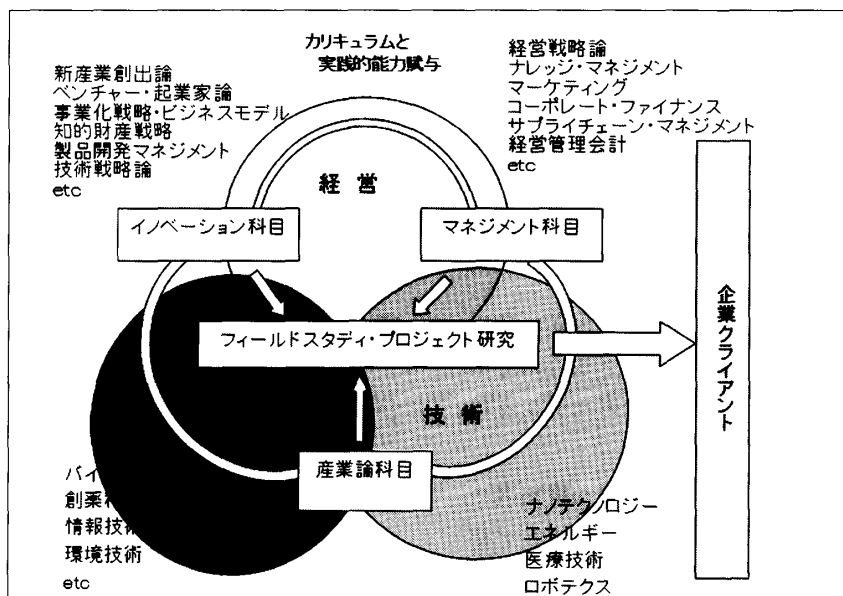 カリキュラムと
実践的能力賦与
新産業創出論
ベンチャー・起業家論
事業化戦略・ビジネスモデル
知的財産戦略
製品開発マネジメント
技術戦略論
etc
経営戦略論
ナレッジ・マネジメント
マーケティング
コーポレート・ファイナンス
サプライチェーン・マネジメント
経営管理会計
etc
経営
イノベーション科目
マネジメント科目
フィールドスタディ・プロジェクト研究
企業クライアント
技術
産業論科目
バイ
創薬
情報技術
環境技術
etc
ナノテクノロジー
エネルギー
医療技術
ロボテクス